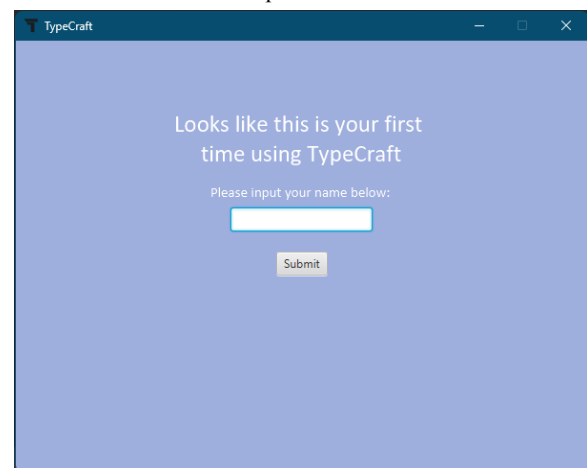 TypeCraft
Looks like this is your first
time using TypeCraft
Please input your name below:
Submit